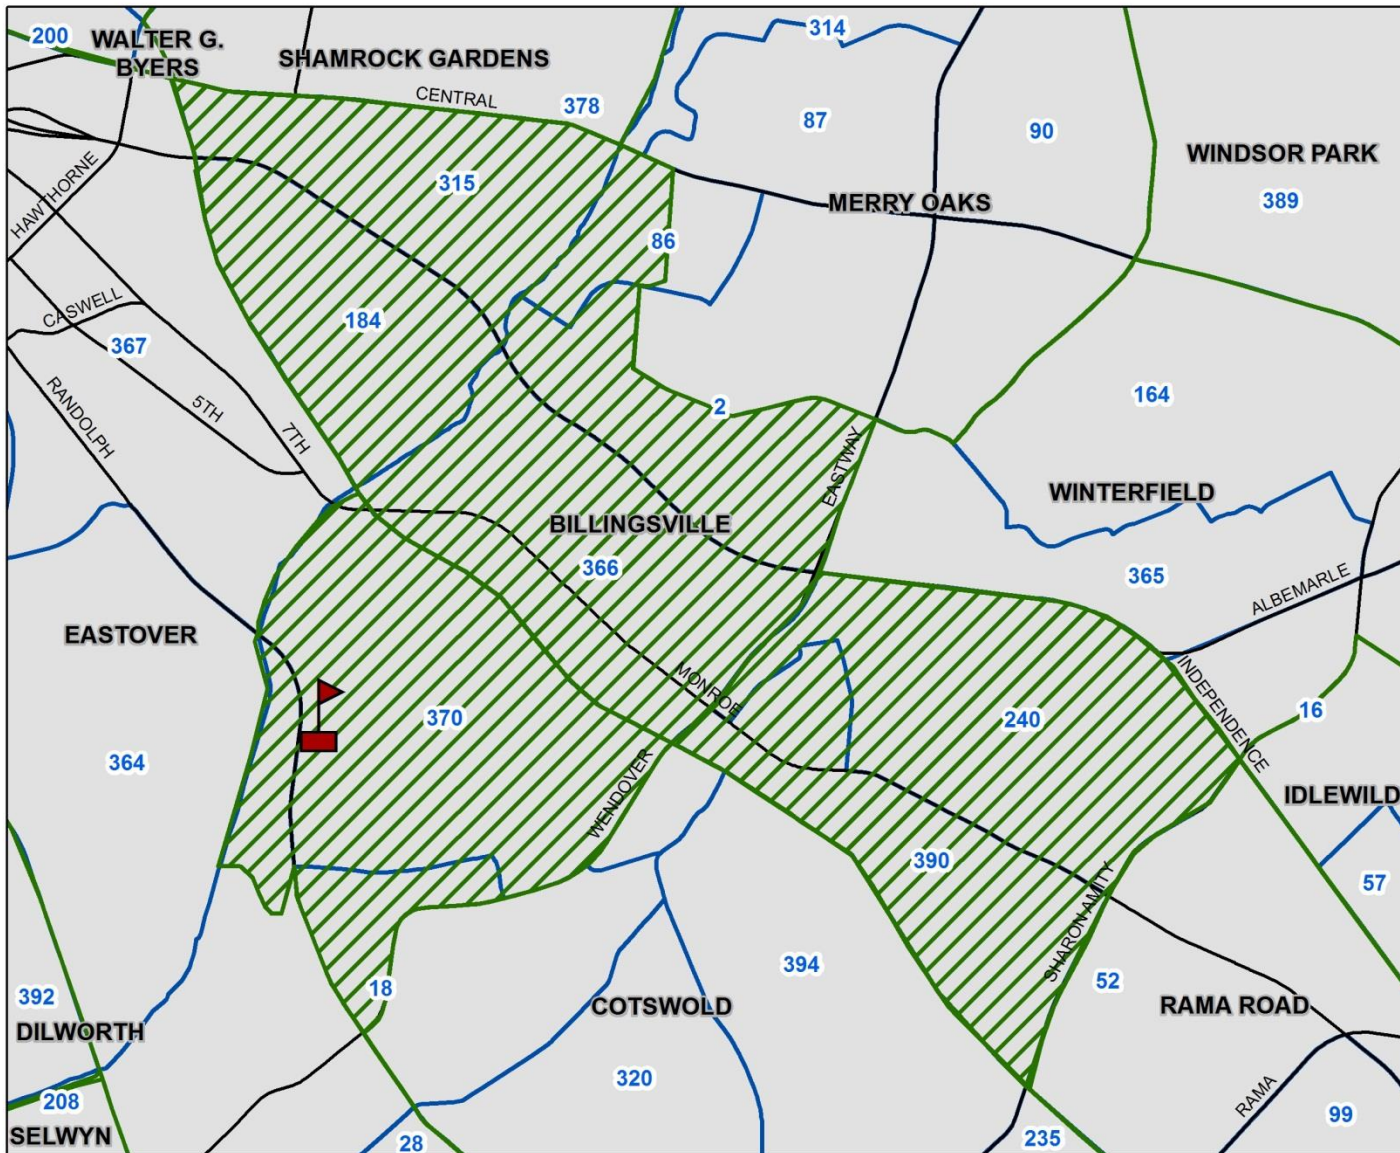 200
WALTER G.
BYERS
SHAMROCK GARDENS
314
CENTRAL
378
87
90
WINDSOR PARK
389
HAWTHORNE
315
MERRY OAKS
86
CASWELL
184
367
RANDOLPH
5TH
7TH
2
164
EASTWAY
WINTERFIELD
BILLINGSVILLE
366
365
ALBEMARLE
EASTOVER
MONROE
INDEPENDENCE
370
240
16
364
WENDOVER
IDLEWILD
390
57
SHARON AMITY
394
52
18
392
COTSWOLD
RAMA ROAD
DILWORTH
320
RAMA
208
99
SELWYN
28
235